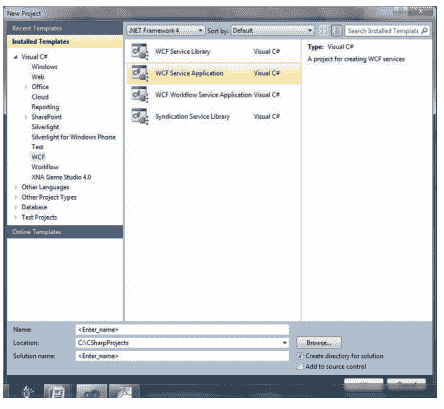 New Project
Recent Templates
.NET Framework 4
Sort by: Default
Search Installed Templats
Installed Templates
Visual C#
Windows
Web
Office
Cloud
Reporting
SharePoint
Silverlight
Silverlight for Windows Phone
Test
WCF
Workflow
XNA Game Studio 4.0
Other Languages
Other Project Types
Database
Test Projects
Online Templates
WCF Service Library Visual C#
WCF Service Application Visual C#
WCF Workflow Service Application Visual C#
Syndication Service Library Visual C#
Type: Visual C#
A project for creating WCF services
Name: <Enter_name>
Location: C:\CSharpProjects
Browse...
Solution name: <Enter_name>
Create directory for solution
Add to source control